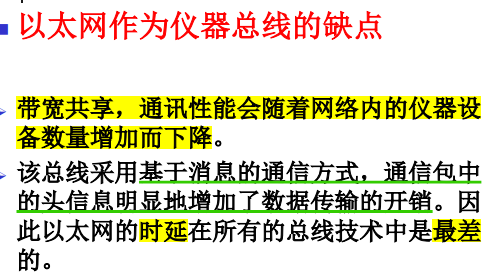 以太网作为仪器总线的缺点
带宽共享，通讯性能会随着网络内的仪器设
备数量增加而下降。
该总线采用基于消息的通信方式，通信包中
的头信息明显地增加了数据传输的开销。因
此以太网的时延在所有的总线技术中是最差
的。